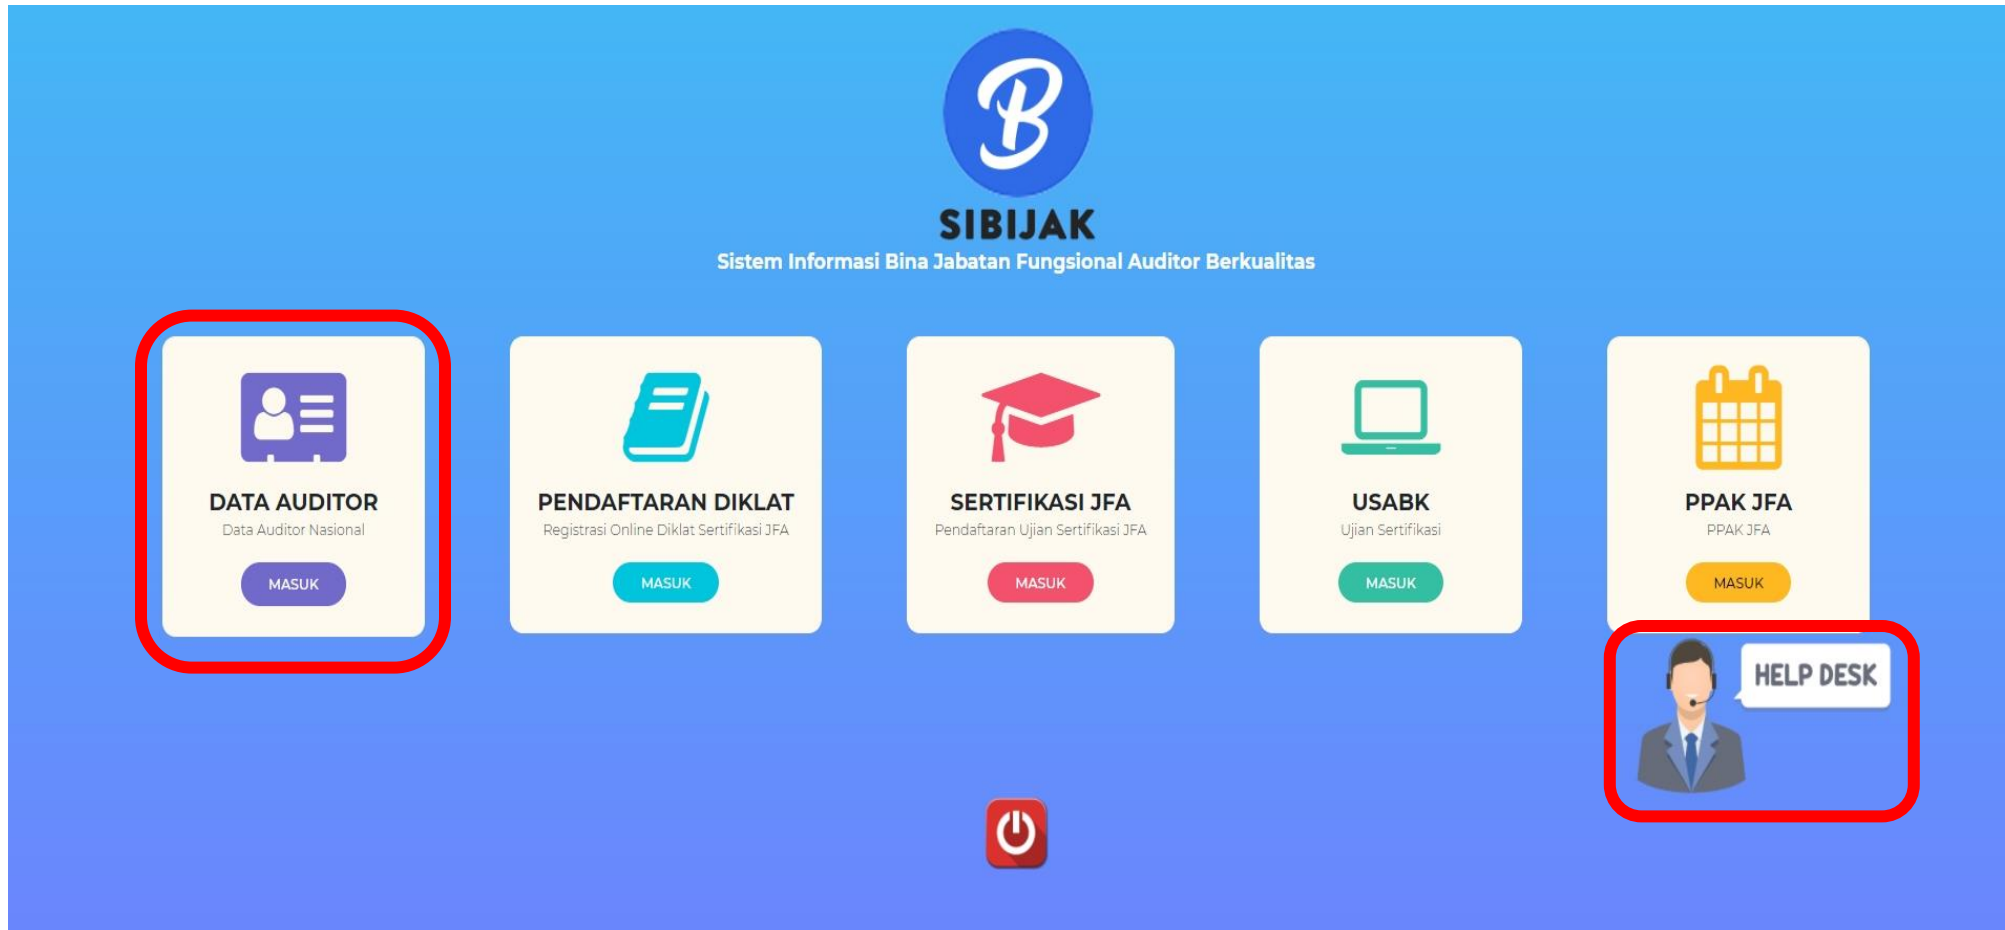 B
SIBIJAK
Sistem Informasi Bina Jabatan Fungsional Auditor Berkualitas
DATA AUDITOR
Data Auditor Nasional
MASUK
PENDAFTARAN DIKLAT
Registrasi Online Diklat Sertifikasi JFA
MASUK
SERTIFIKASI JFA
Pendaftaran Ujian Sertifikasi JFA
MASUK
USABK
Ujian Sertifikasi
MASUK
PPAK JFA
PPAK JFA
MASUK
HELP DESK